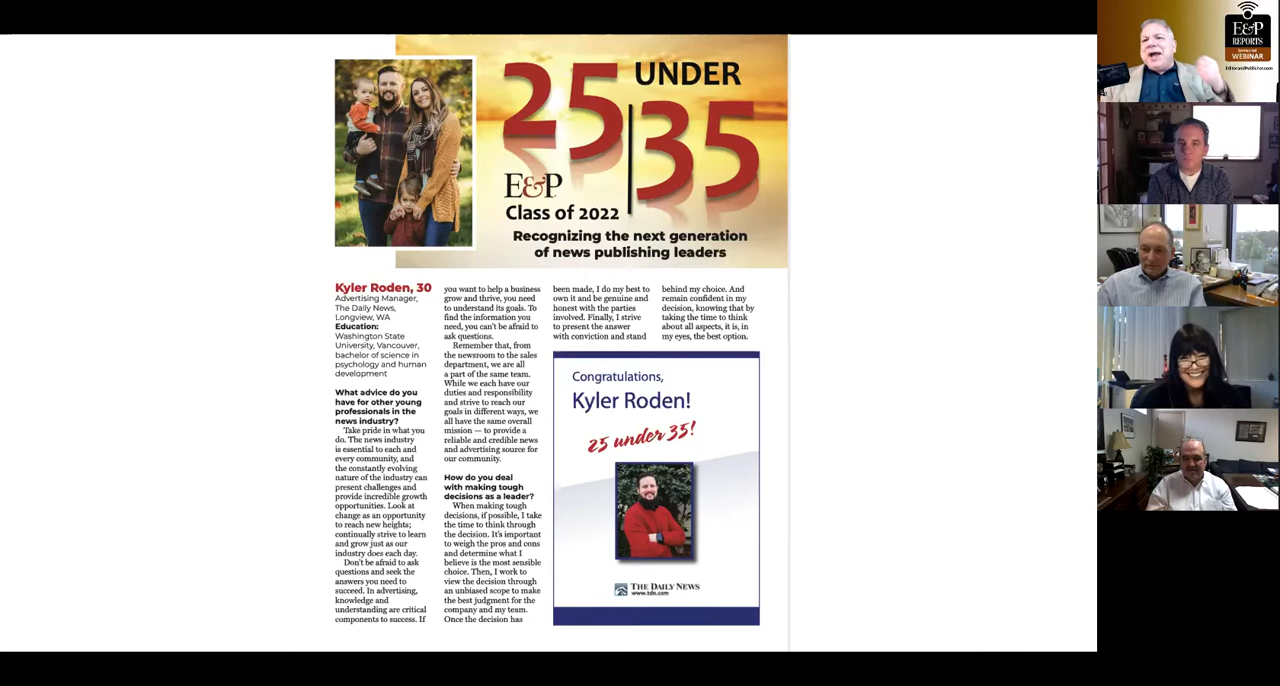 25 UNDER
35
E&P
Class of 2022
Recognizing the next generation
of news publishing leaders
Kyler Roden, 30
Advertising Manager,
The Daily News,
Longview, WA
Education:
Washington State
University, Vancouver,
bachelor of science in
psychology and human
development
What advice do you
have for other young
professionals in the
news industry?
Take pride in what you
do. The news industry
is essential to each and
every community, and
the constantly evolving
nature of the industry can
present challenges and
provide incredible growth
opportunities. Look at
change as an opportunity
to reach new heights;
continually strive to learn
and grow just as our
industry does each day.
Don't be afraid to ask
questions and seek the
answers you need to
succeed. In advertising,
knowledge and
understanding are critical
components to success. If
you want to help a business
grow and thrive, you need
to understand its goals. To
find the information you
need, you can't be afraid to
ask questions.
Remember that, from
the newsroom to the sales
department, we are all
a part of the same team.
While we each have our
duties and responsibility
and strive to reach our
goals in different ways, we
all have the same overall
mission — to provide a
reliable and credible news
and advertising source for
our community.
How do you deal
with making tough
decisions as a leader?
When making tough
decisions, if possible, I take
the time to think through
the decision. It's important
to weigh the pros and cons
and determine what I
believe is the most sensible
choice. Then, I work to
view the decision through
an unbiased scope to make
the best judgment for the
company and my team.
Once the decision has
been made, I do my best to
own it and be genuine and
honest with the parties
involved. Finally, I strive
to present the answer
with conviction and stand
behind my choice. And
remain confident in my
decision, knowing that by
taking the time to think
about all aspects, it is, in
my eyes, the best option.
Congratulations,
Kyler Roden!
25 under 35!
THE DAILY NEWS
www.tdn.com
E&P
REPORTS
Sponsored
WEBINAR
EditorandPublisher.com